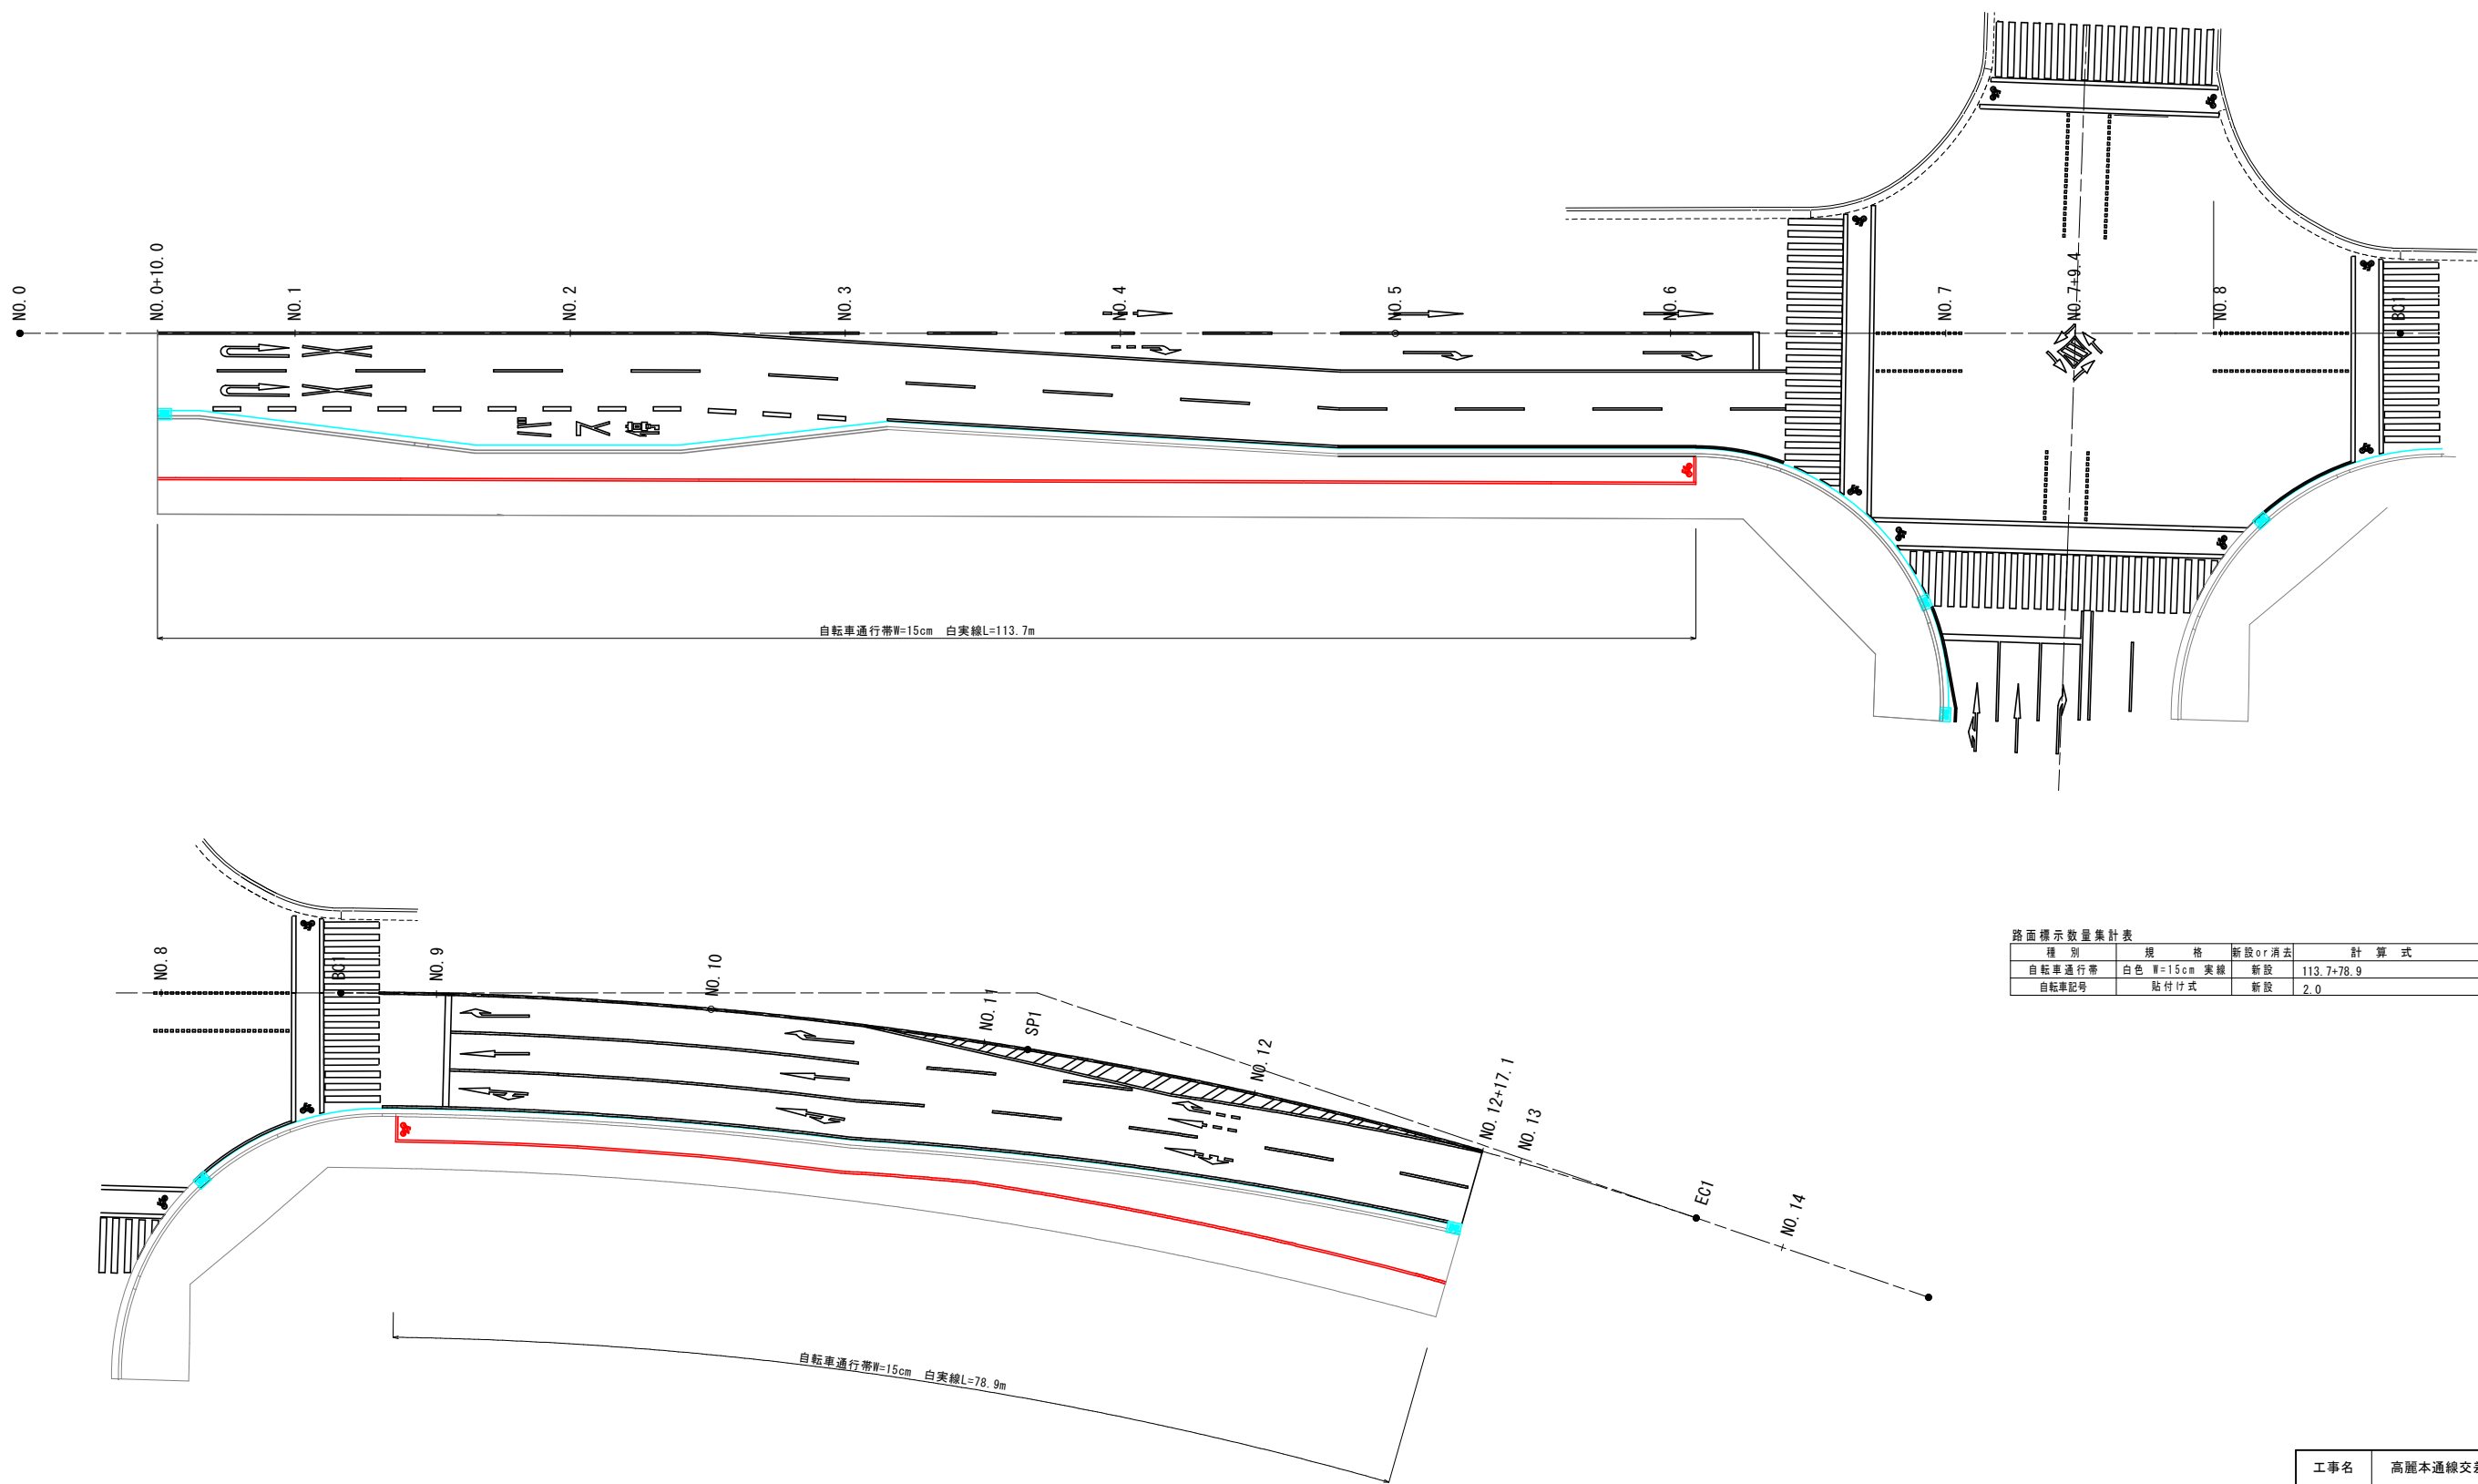 NO.0
NO.0+10.0
NO.1
NO.2
NO.3
NO.4
NO.5
NO.6
NO.7
NO.7+9.4
NO.8
BC1
自転車通行帯W=15cm 白実線L=113.7m
NO.8
BC1
NO.9
NO.10
NO.11
SP1
NO.12
NO.12+17.1
NO.13
EC1
NO.14
自転車通行帯W=15cm 白実線L=78.9m
路面標示数量集計表
種別 規格 新設or消去 計算式
自転車通行帯 白色 W=15cm 実線 新設 113.7+78.9
自転車記号 貼付け式 新設 2.0
工事名 高麗本通線交